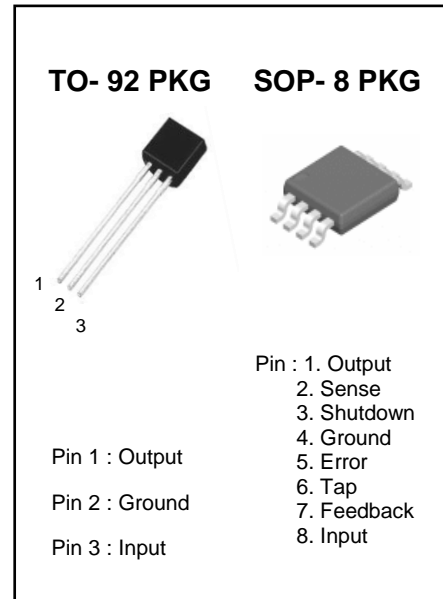 TO- 92 PKG SOP- 8 PKG
1
2
3
Pin 1 : Output
Pin 2 : Ground
Pin 3 : Input
Pin : 1. Output
2. Sense
3. Shutdown
4. Ground
5. Error
6. Tap
7. Feedback
8. Input